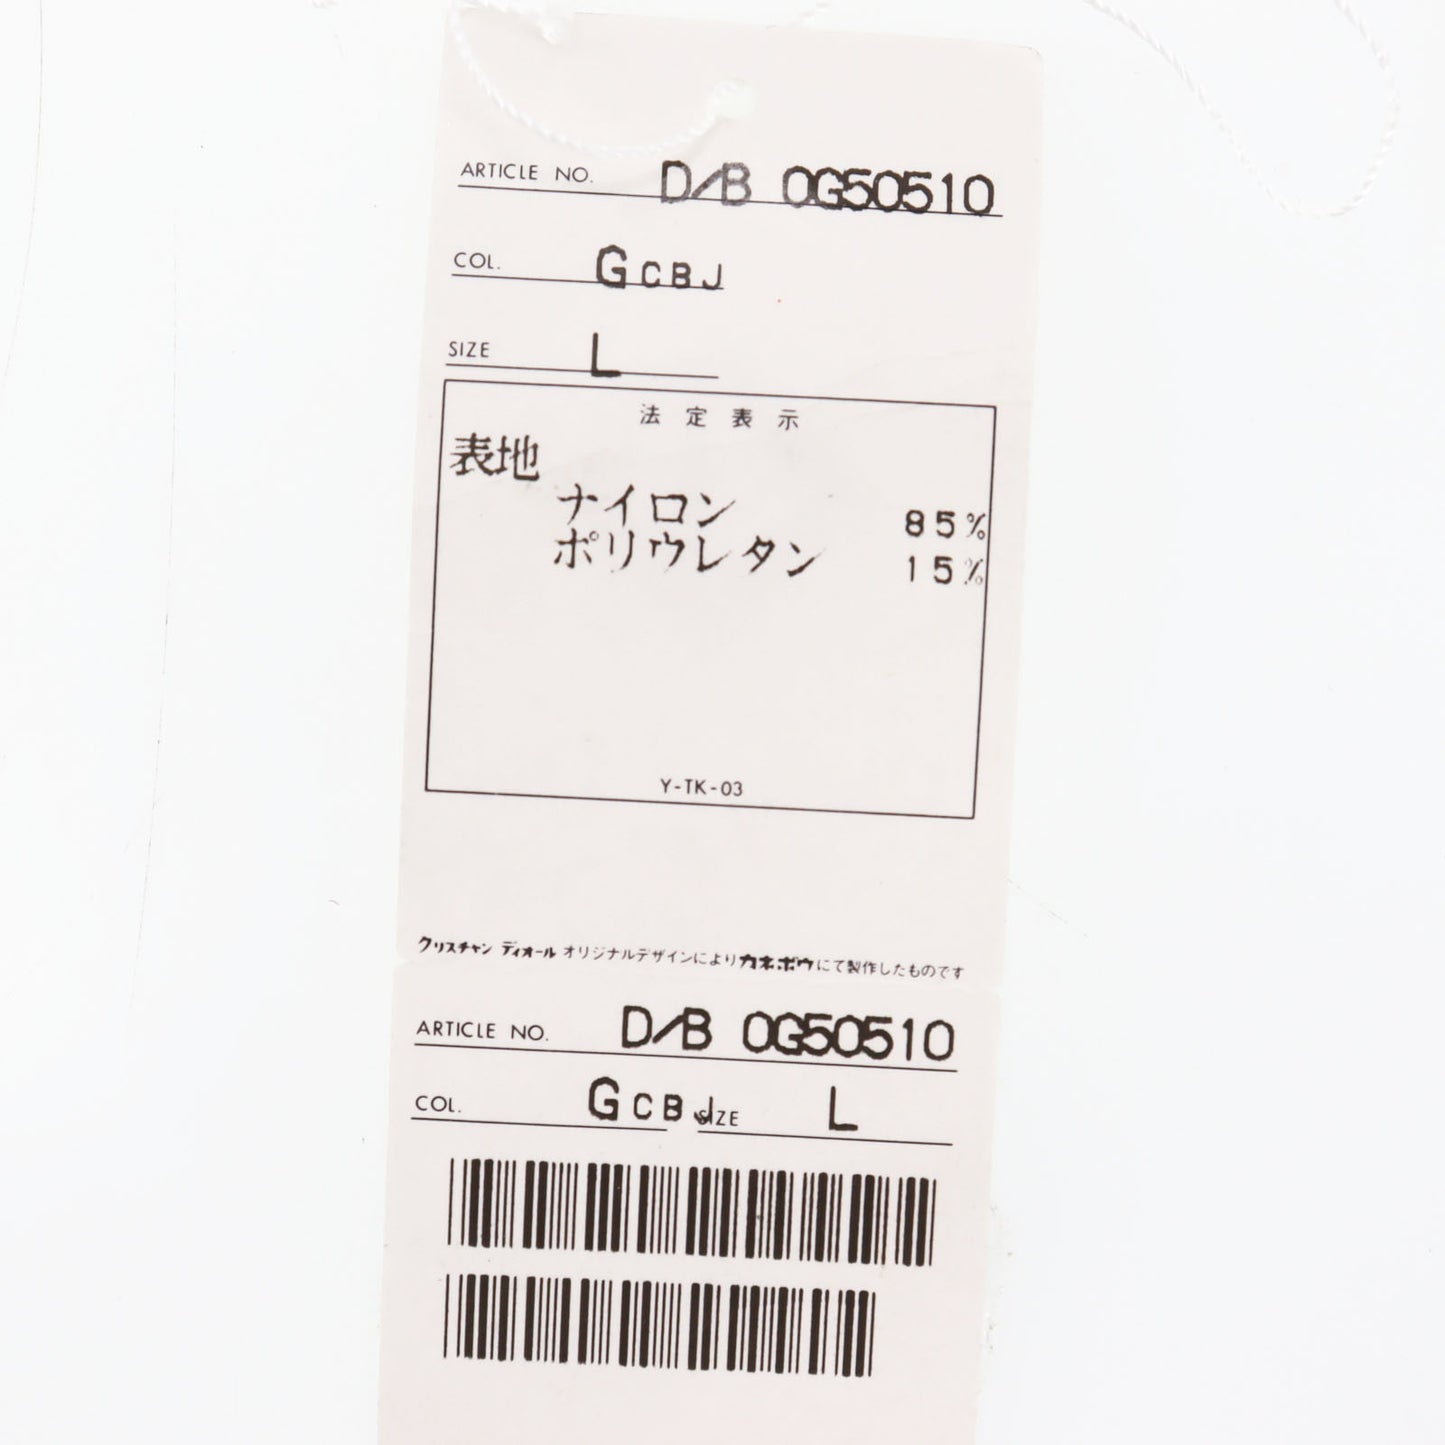 ARTICLE NO. D/B 0G50510
COL. GCBJ
SIZE L
法定表示
表地
ナイロン 85%
ポリウレタン 15%
Y-TK-03
クリスチャン ディオール オリジナルデザインによりカネボウにて製作したものです
ARTICLE NO. D/B 0G50510
COL. GCBJ SIZE L